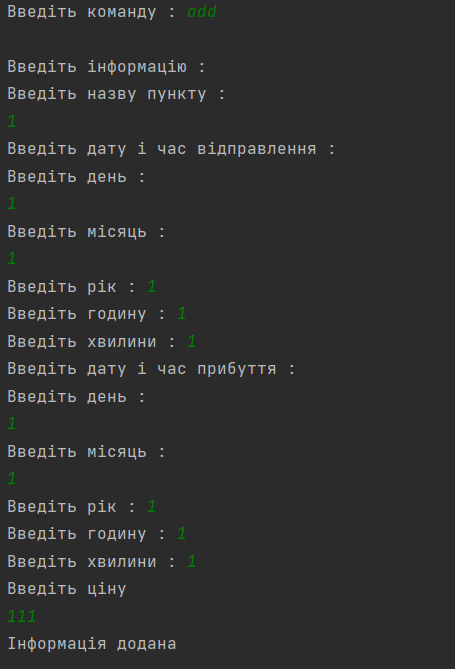 Введіть команду : add
Введіть інформацію :
Введіть назву пункту :
1
Введіть дату і час відправлення :
Введіть день :
1
Введіть місяць :
1
Введіть рік : 1
Введіть годину : 1
Введіть хвилини : 1
Введіть дату і час прибуття :
Введіть день :
1
Введіть місяць :
1
Введіть рік : 1
Введіть годину : 1
Введіть хвилини : 1
Введіть ціну
111
Інформація додана